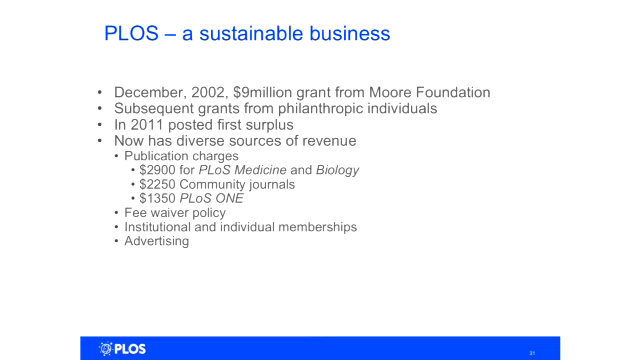 PLOS – a sustainable business
• December, 2002, $9million grant from Moore Foundation
• Subsequent grants from philanthropic individuals
• In 2011 posted first surplus
• Now has diverse sources of revenue
• Publication charges
• $2900 for PLoS Medicine and Biology
• $2250 Community journals
• $1350 PLoS ONE
• Fee waiver policy
• Institutional and individual memberships
• Advertising
PLOS
31